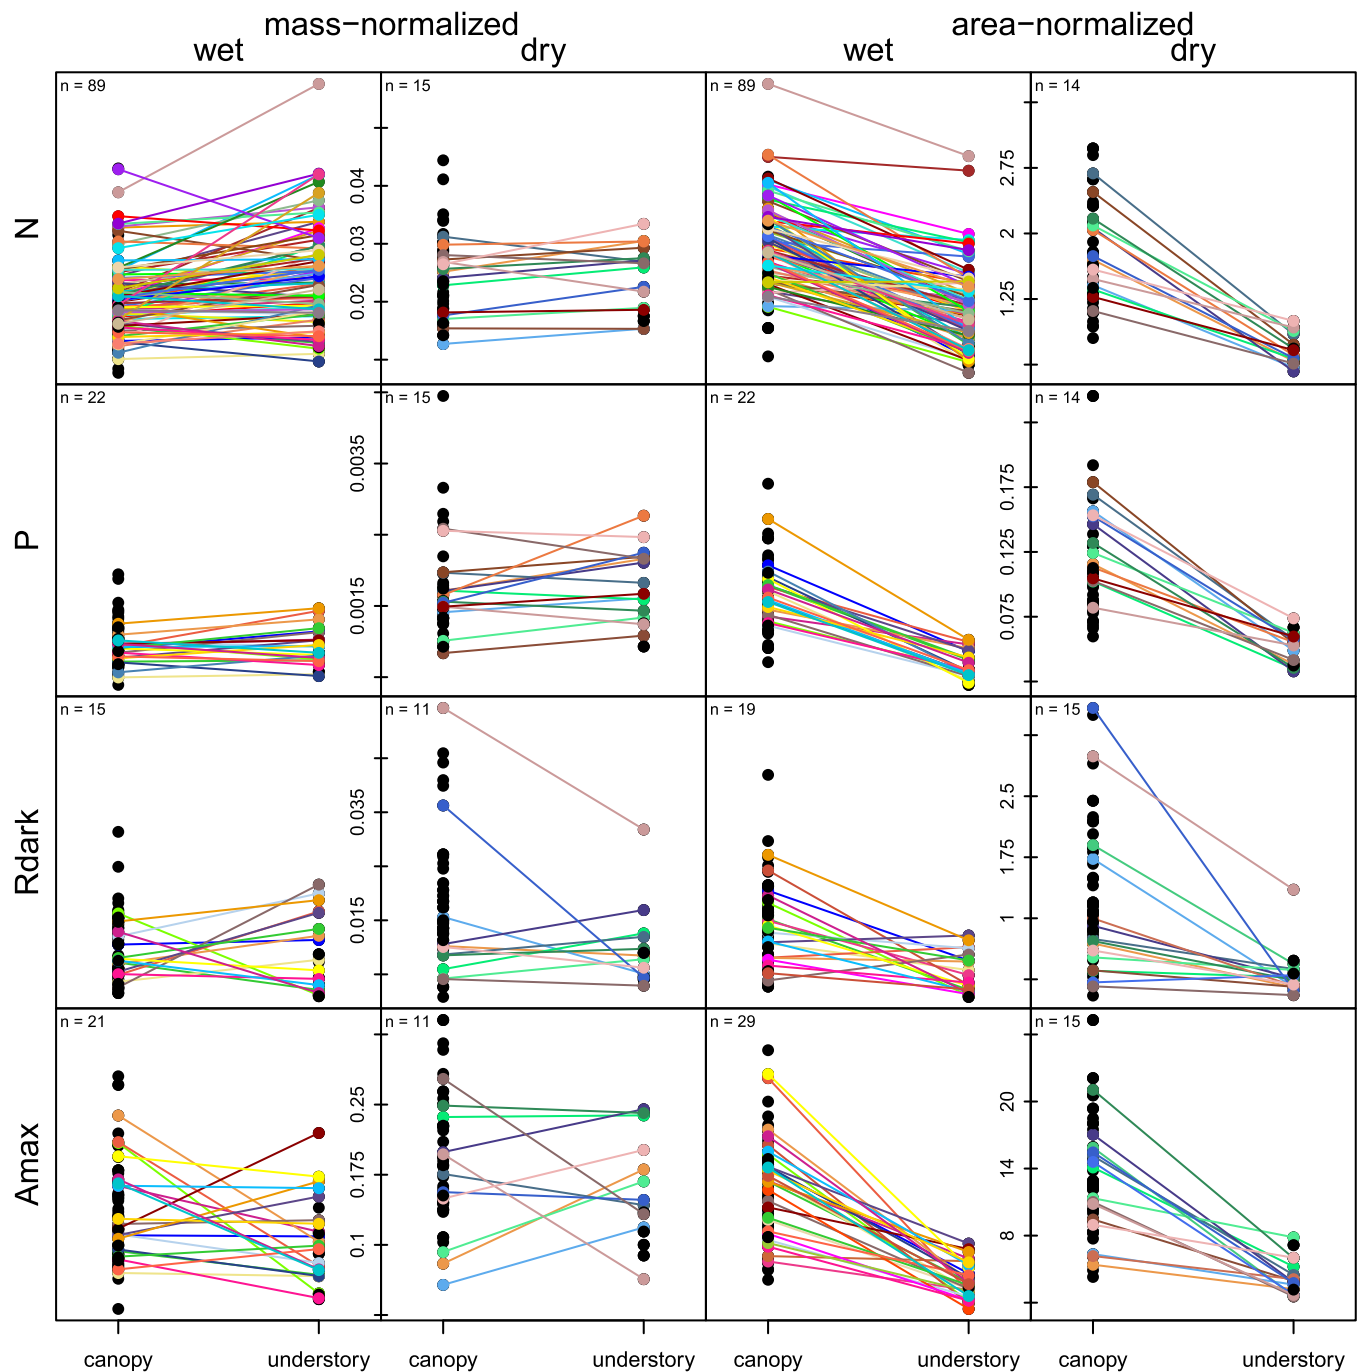 mass−normalized area−normalized
wet dry wet dry
N
n = 89 n = 15 n = 89 n = 14
0.04 0.03 0.02
2.75 2 1.25
P
n = 22 n = 15 n = 22 n = 14
0.0035 0.0015
0.175 0.125 0.075
Rdark
n = 15 n = 11 n = 19 n = 15
0.035 0.015
2.5 1.75 1
Amax
n = 21 n = 11 n = 29 n = 15
0.25 0.175 0.1
20 14 8
canopy understory canopy understory canopy understory canopy understory